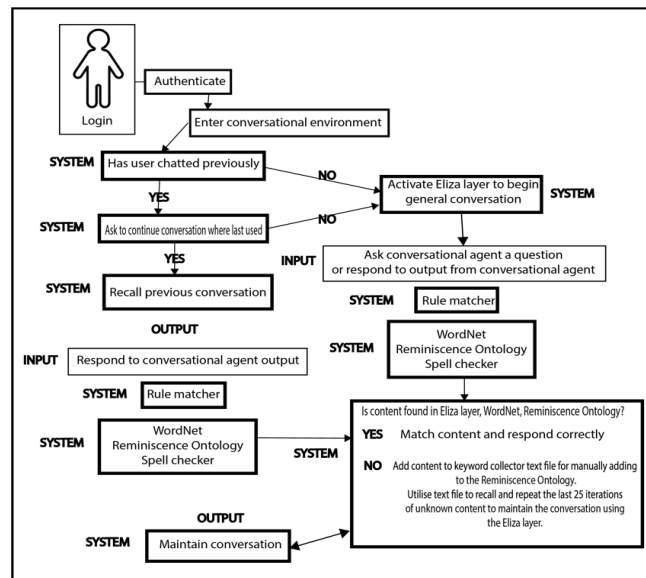 Login
Authenticate
Enter conversational environment
SYSTEM
Has user chatted previously
NO
YES
Activate Eliza layer to begin
general conversation
SYSTEM
SYSTEM
Ask to continue conversation where last used
NO
YES
INPUT
Ask conversational agent a question
or respond to output from conversational agent
SYSTEM
Recall previous conversation
SYSTEM
Rule matcher
OUTPUT
SYSTEM
WordNet
Reminiscence Ontology
Spell checker
INPUT
Respond to conversational agent output
SYSTEM
Rule matcher
SYSTEM
WordNet
Reminiscence Ontology
Spell checker
SYSTEM
Is content found in Eliza layer, WordNet, Reminiscence Ontology?
YES
Match content and respond correctly
NO
Add content to keyword collector text file for manually adding
to the Reminiscence Ontology.
Utilise text file to recall and repeat the last 25 iterations
of unknown content to maintain the conversation using
the Eliza layer.
OUTPUT
SYSTEM
Maintain conversation